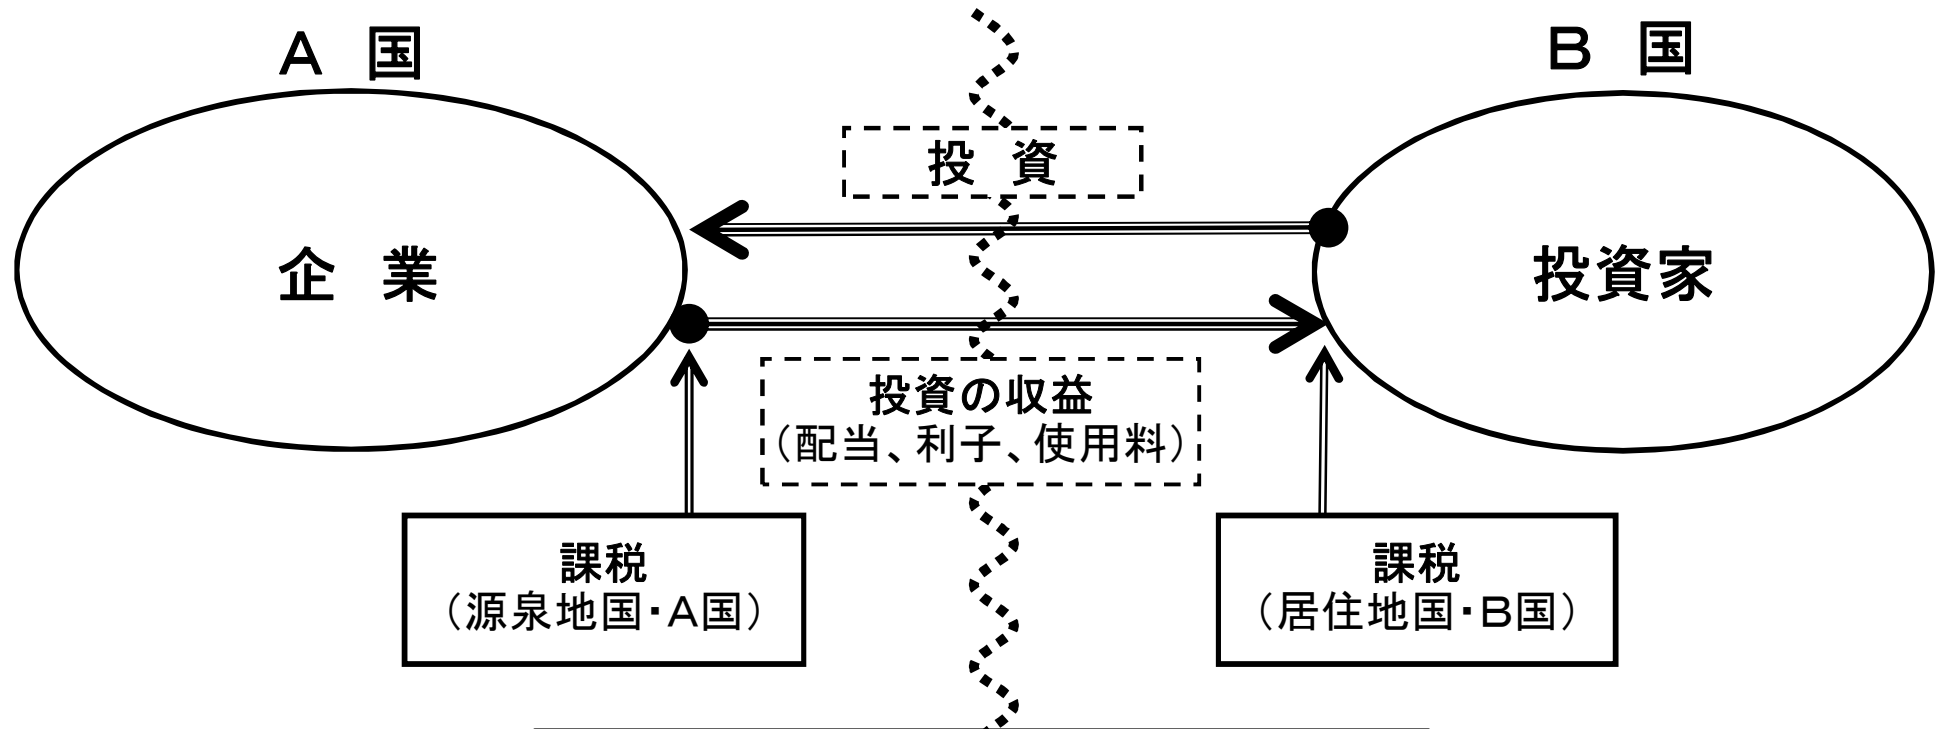 A 国
B 国
投 資
企 業
投資家
投資の収益
（配当、利子、使用料）
課税
（源泉地国・A国）
課税
（居住地国・B国）